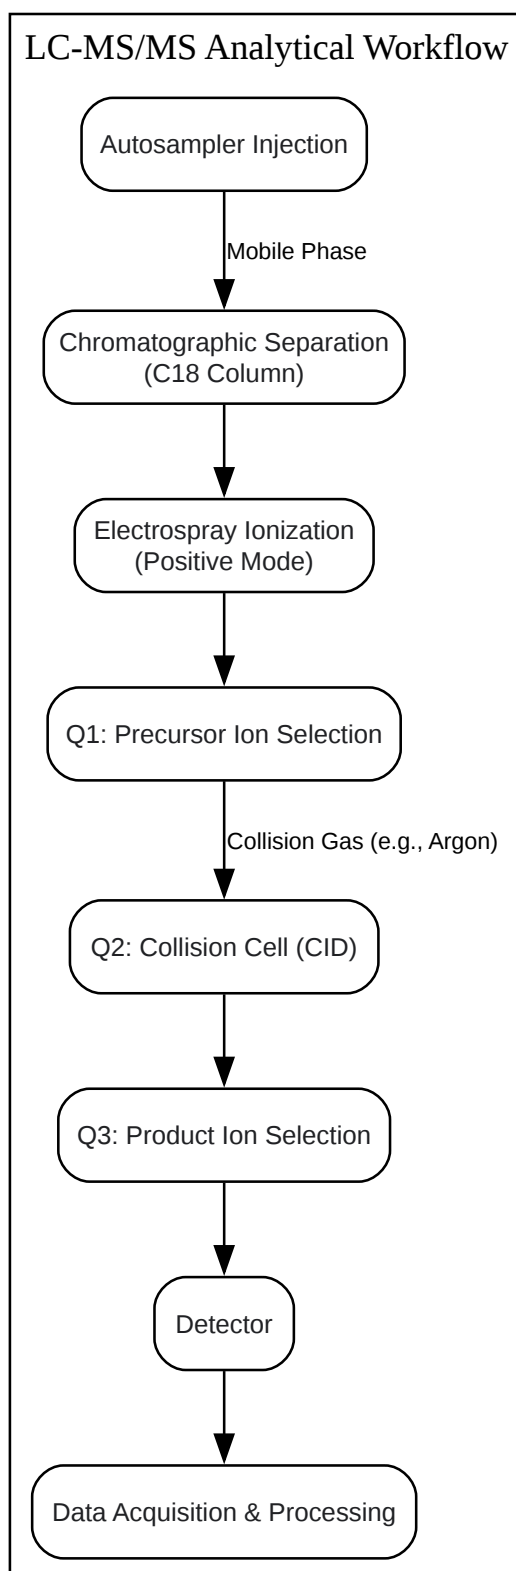 LC-MS/MS Analytical Workflow
Autosampler Injection
Mobile Phase
Chromatographic Separation
(C18 Column)
Electrospray Ionization
(Positive Mode)
Q1: Precursor Ion Selection
Collision Gas (e.g., Argon)
Q2: Collision Cell (CID)
Q3: Product Ion Selection
Detector
Data Acquisition & Processing